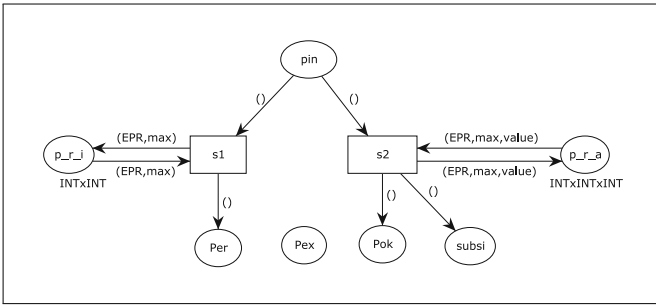 pin
()
()
(EPR,max)
(EPR,max,value)
p_r_i
s1
s2
p_r_a
(EPR,max)
(EPR,max,value)
INTxINT
INTxINTxINT
()
()
()
Per
Pex
Pok
subsi